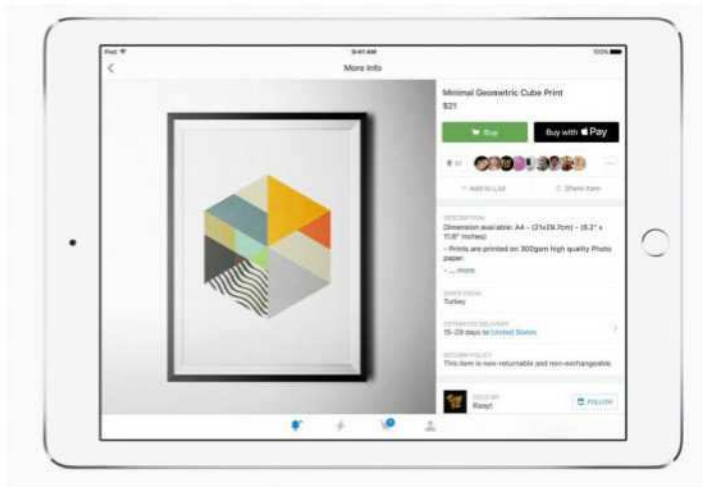 iPad
9:41 AM
100%
More Info
Minimal Geometric Cube Print
$21
Buy
Buy with Pay
Add to List
Share Item
DESCRIPTION
Dimension available: A4 - (21x29.7cm) - (8.2" x
11.6" inches)
- Prints are printed on 300gsm high quality Photo
paper.
- ... more
SHIPS FROM
Turkey
ESTIMATED DELIVERY
15-29 days to United States
RETURN POLICY
This item is non-returnable and non-exchangeable.
SOLD BY
FOLLOW